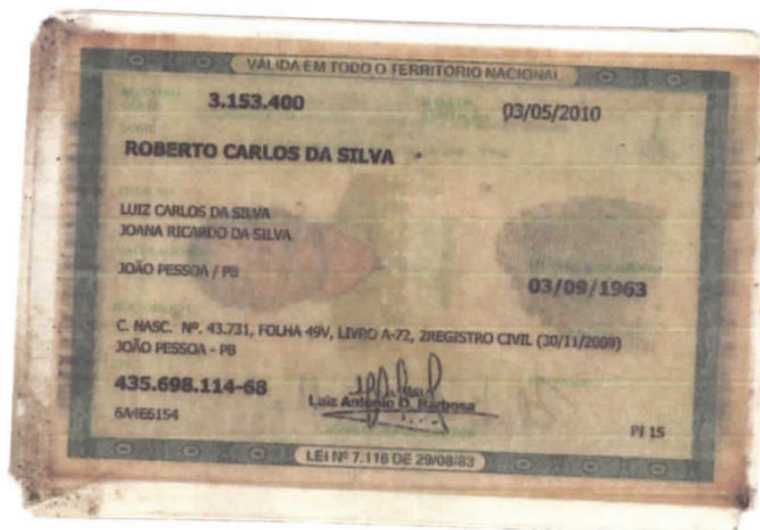 VÁLIDA EM TODO O TERRITÓRIO NACIONAL
3.153.400 03/05/2010
ROBERTO CARLOS DA SILVA
LUIZ CARLOS DA SILVA
JOANA RICARDO DA SILVA
JOÃO PESSOA / PB
03/09/1963
C. NASC. Nº. 43.731, FOLHA 49V, LIVRO A-72, 2REGISTRO CIVIL (30/11/2009)
JOÃO PESSOA - PB
435.698.114-68
Luiz Antonio D. Barbosa
LEI Nº 7.116 DE 29/08/83